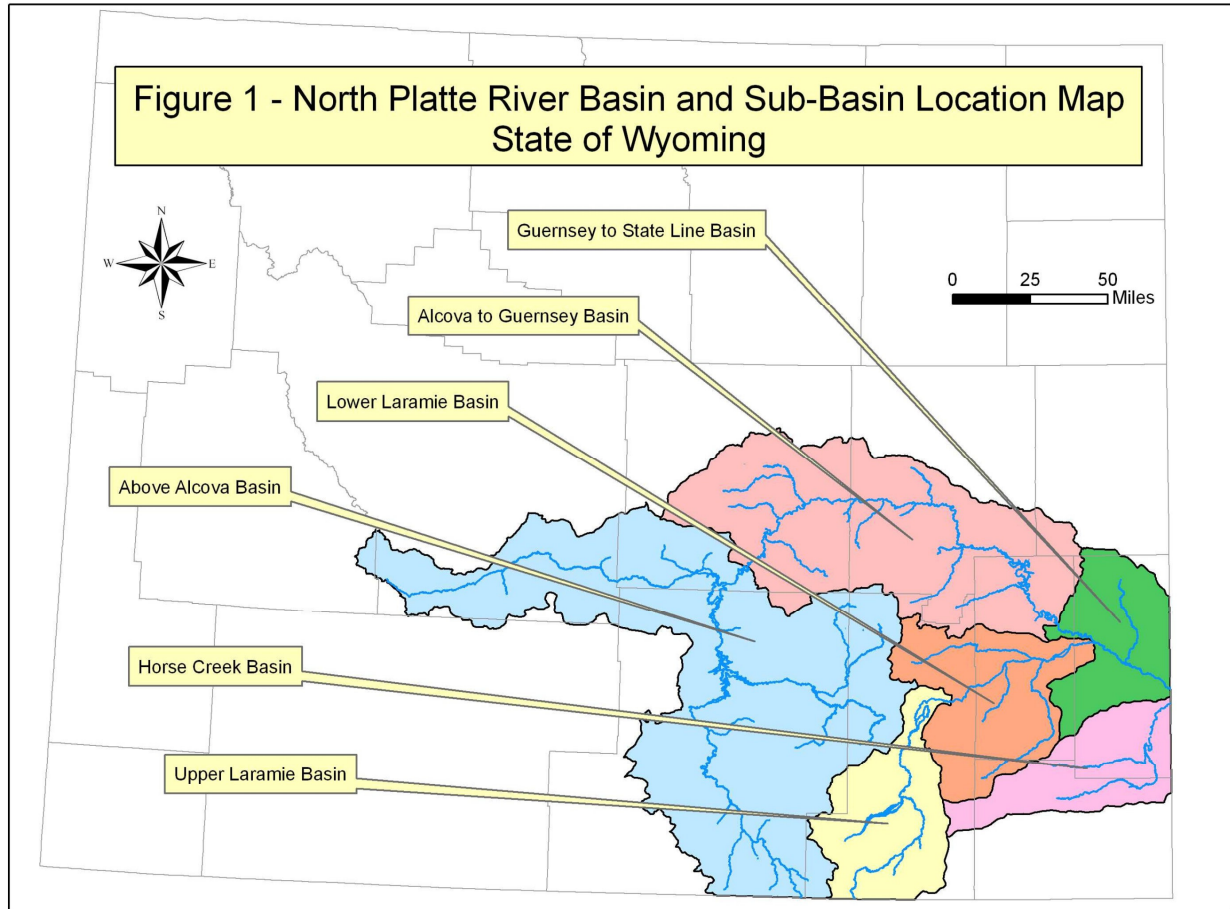 Figure 1 - North Platte River Basin and Sub-Basin Location Map
State of Wyoming
N
W
E
S
Guernsey to State Line Basin
0 25 50
Miles
Alcova to Guernsey Basin
Lower Laramie Basin
Above Alcova Basin
Horse Creek Basin
Upper Laramie Basin